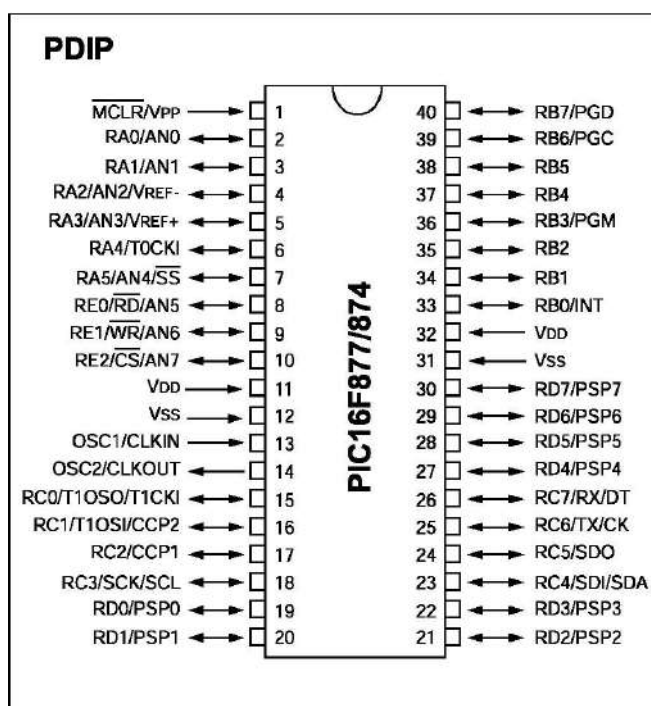 PDIP
M̅C̅L̅R̅/VPP 1
RA0/AN0 2
RA1/AN1 3
RA2/AN2/VREF- 4
RA3/AN3/VREF+ 5
RA4/T0CKI 6
RA5/AN4/S̅S̅ 7
RE0/R̅D̅/AN5 8
RE1/W̅R̅/AN6 9
RE2/C̅S̅/AN7 10
VDD 11
VSS 12
OSC1/CLKIN 13
OSC2/CLKOUT 14
RC0/T1OSO/T1CKI 15
RC1/T1OSI/CCP2 16
RC2/CCP1 17
RC3/SCK/SCL 18
RD0/PSP0 19
RD1/PSP1 20
PIC16F877/874
40 RB7/PGD
39 RB6/PGC
38 RB5
37 RB4
36 RB3/PGM
35 RB2
34 RB1
33 RB0/INT
32 VDD
31 VSS
30 RD7/PSP7
29 RD6/PSP6
28 RD5/PSP5
27 RD4/PSP4
26 RC7/RX/DT
25 RC6/TX/CK
24 RC5/SDO
23 RC4/SDI/SDA
22 RD3/PSP3
21 RD2/PSP2